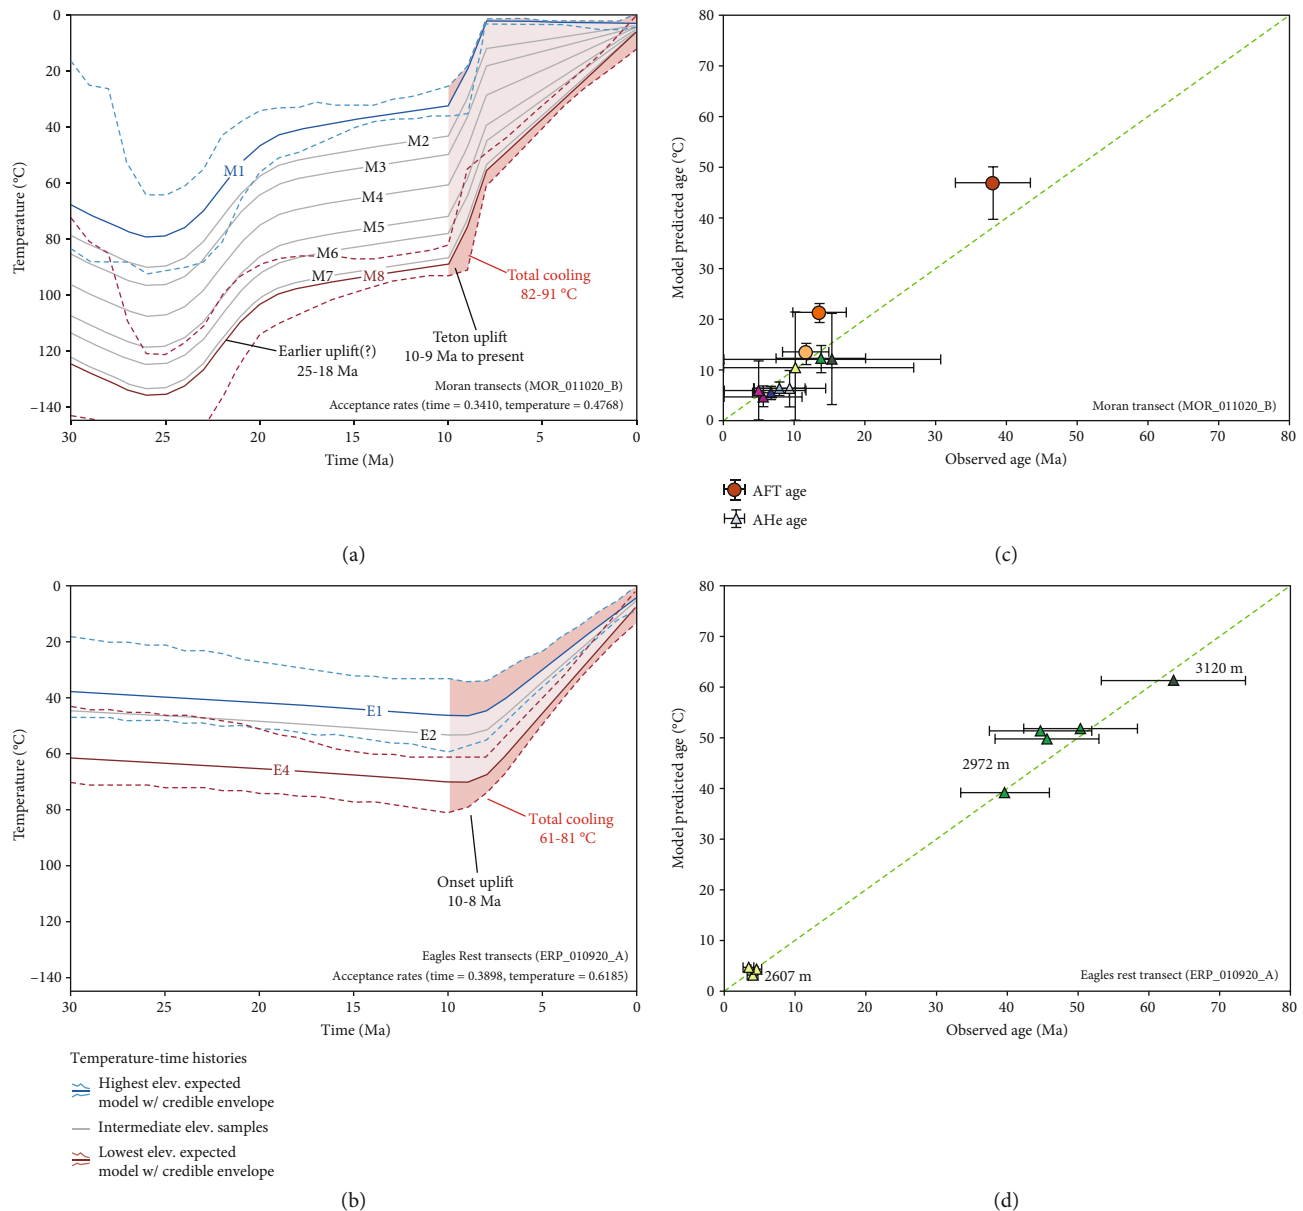 0
20
40
60
80
100
120
−140
Temperature (°C)
30
25
20
15
10
5
0
Time (Ma)
M1
M2
M3
M4
M5
M6
M7
M8
Total cooling
82-91 °C
Teton uplift
10-9 Ma to present
Earlier uplift(?)
25-18 Ma
Moran transects (MOR_011020_B)
Acceptance rates (time = 0.3410, temperature = 0.4768)
(a)
80
70
60
50
40
30
20
10
0
Model predicted age (°C)
0
10
20
30
40
50
60
70
80
Observed age (Ma)
Moran transect (MOR_011020_B)
AFT age
AHe age
(c)
0
20
40
60
80
100
120
−140
Temperature (°C)
30
25
20
15
10
5
0
Time (Ma)
E1
E2
E4
Total cooling
61-81 °C
Onset uplift
10-8 Ma
Eagles Rest transects (ERP_010920_A)
Acceptance rates (time = 0.3898, temperature = 0.6185)
Temperature-time histories
Highest elev. expected
model w/ credible envelope
Intermediate elev. samples
Lowest elev. expected
model w/ credible envelope
(b)
80
70
60
50
40
30
20
10
0
Model predicted age (°C)
0
10
20
30
40
50
60
70
80
Observed age (Ma)
3120 m
2972 m
2607 m
Eagles rest transect (ERP_010920_A)
(d)